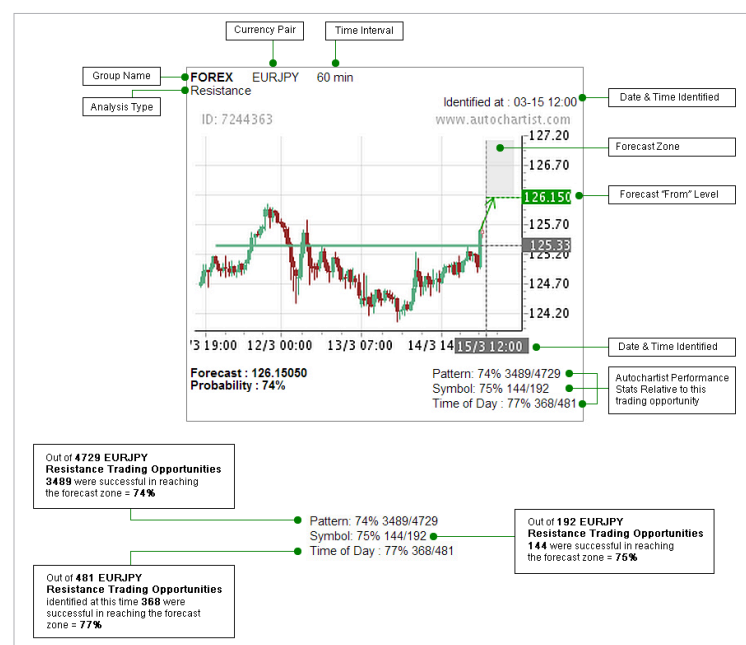 Currency Pair
Time Interval
Group Name
FOREX EURJPY 60 min
Analysis Type
Resistance
Identified at : 03-15 12:00
Date & Time Identified
ID: 7244363
www.autochartist.com
127.20
Forecast Zone
126.70
126.150
Forecast "From" Level
125.70
125.33
125.20
124.70
124.20
'3 19:00 12/3 00:00 13/3 07:00 14/3 14 15/3 12:00
Date & Time Identified
Forecast : 126.15050
Probability : 74%
Pattern: 74% 3489/4729
Symbol: 75% 144/192
Time of Day : 77% 368/481
Autochartist Performance
Stats Relative to this
trading opportunity
Out of 4729 EURJPY
Resistance Trading Opportunities
3489 were successful in reaching
the forecast zone = 74%
Pattern: 74% 3489/4729
Symbol: 75% 144/192
Time of Day : 77% 368/481
Out of 192 EURJPY
Resistance Trading Opportunities
144 were successful in reaching
the forecast zone = 75%
Out of 481 EURJPY
Resistance Trading Opportunities
identified at this time 368 were
successful in reaching the forecast
zone = 77%